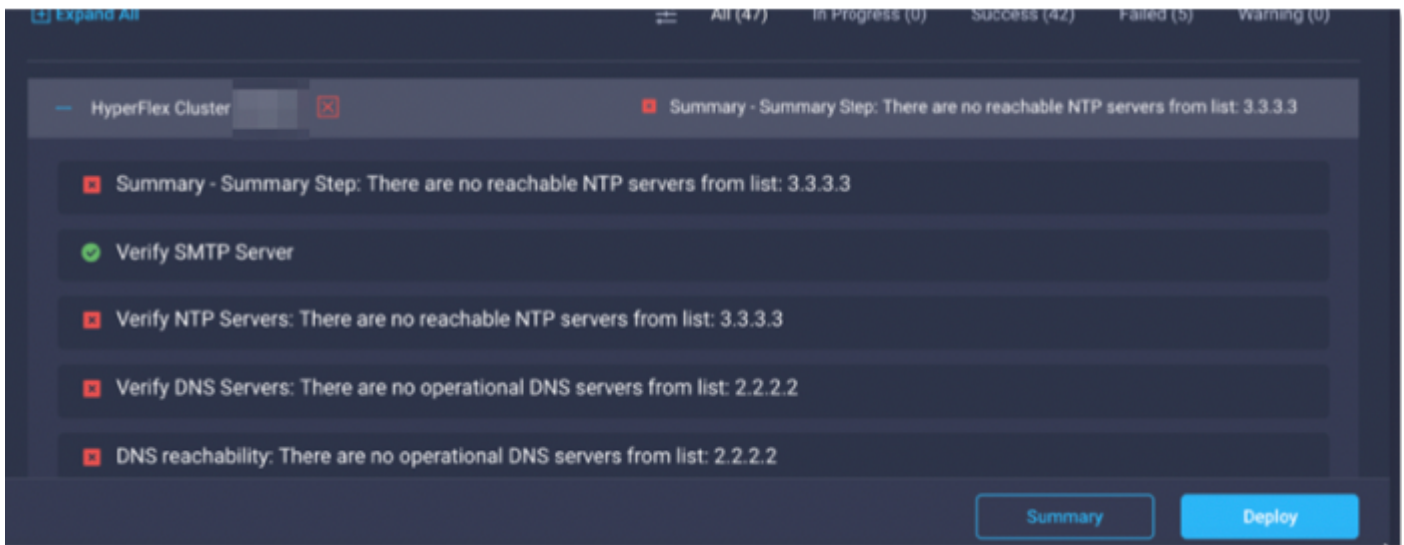 Expand All All (47) In Progress (0) Success (42) Failed (5) Warning (0)
HyperFlex Cluster Summary - Summary Step: There are no reachable NTP servers from list: 3.3.3.3
Summary - Summary Step: There are no reachable NTP servers from list: 3.3.3.3
Verify SMTP Server
Verify NTP Servers: There are no reachable NTP servers from list: 3.3.3.3
Verify DNS Servers: There are no operational DNS servers from list: 2.2.2.2
DNS reachability: There are no operational DNS servers from list: 2.2.2.2
Summary Deploy